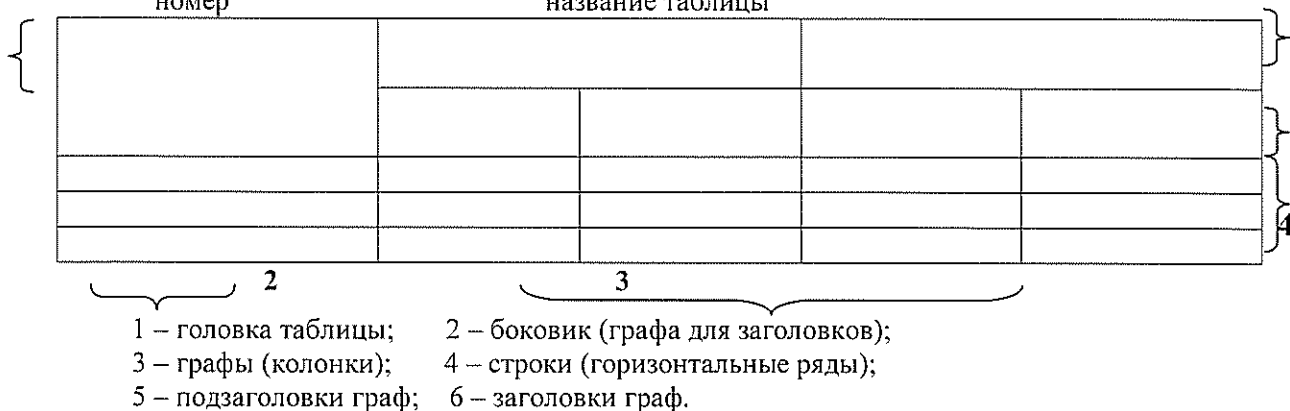 номер название таблицы
4
2 3
1 – головка таблицы; 2 – боковик (графа для заголовков);
3 – графы (колонки); 4 – строки (горизонтальные ряды);
5 – подзаголовки граф; 6 – заголовки граф.